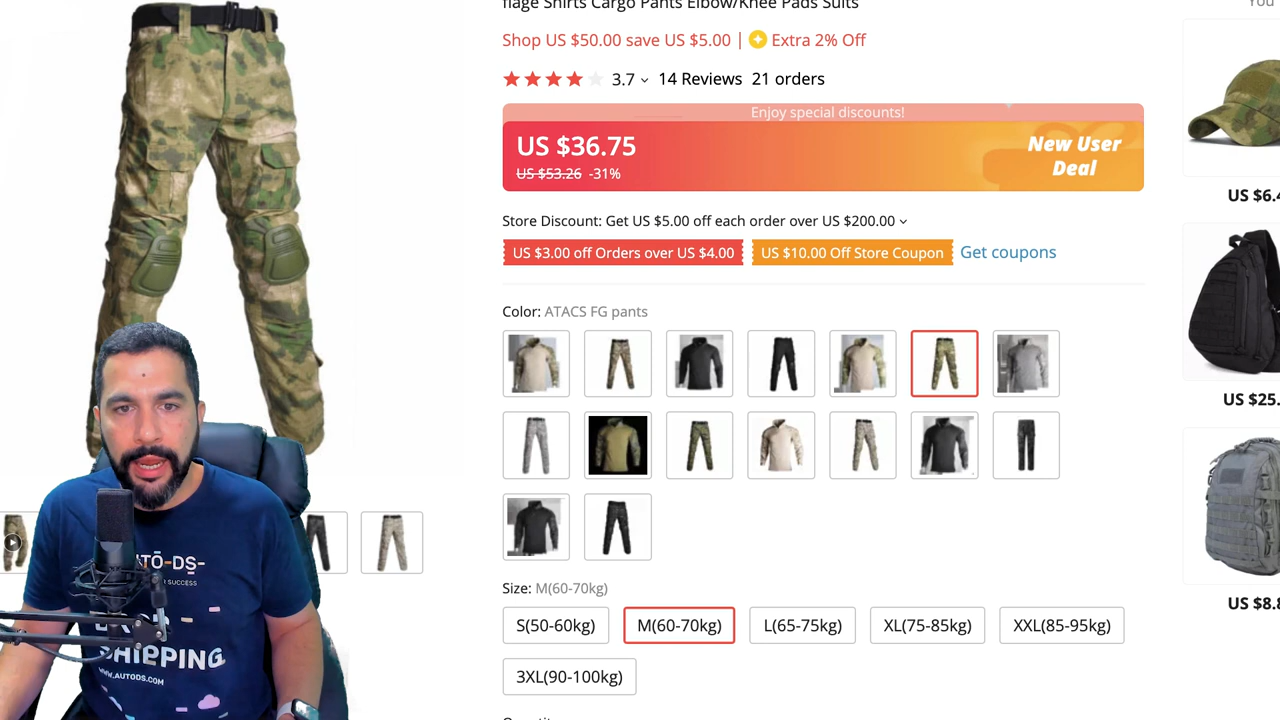 flage Shirts Cargo Pants Elbow/Knee Pads Suits
Shop US $50.00 save US $5.00 | Extra 2% Off
3.7 14 Reviews 21 orders
Enjoy special discounts!
US $36.75
US $53.26 -31%
New User
Deal
Store Discount: Get US $5.00 off each order over US $200.00
US $3.00 off Orders over US $4.00 US $10.00 Off Store Coupon Get coupons
Color: ATACS FG pants
Size: M(60-70kg)
S(50-60kg) M(60-70kg) L(65-75kg) XL(75-85kg) XXL(85-95kg)
3XL(90-100kg)
You
US $6.4
US $25.
US $8.8
TŌ-DS-
SUCCESS
SHIPPING
WWW.AUTODS.COM